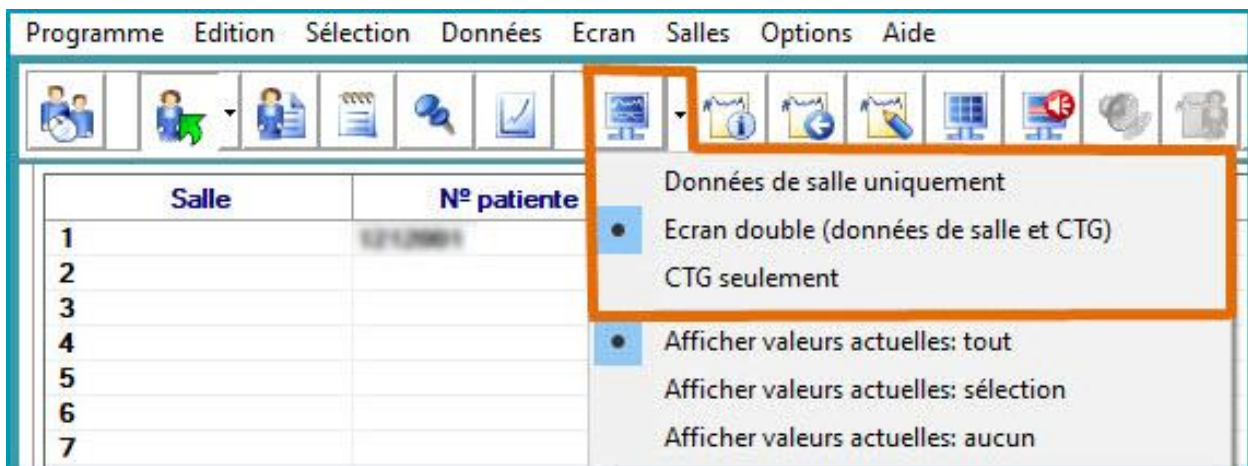 Programme Edition Sélection Données Ecran Salles Options Aide
Salle Nº patiente
1
2
3
4
5
6
7
Données de salle uniquement
Ecran double (données de salle et CTG)
CTG seulement
Afficher valeurs actuelles: tout
Afficher valeurs actuelles: sélection
Afficher valeurs actuelles: aucun